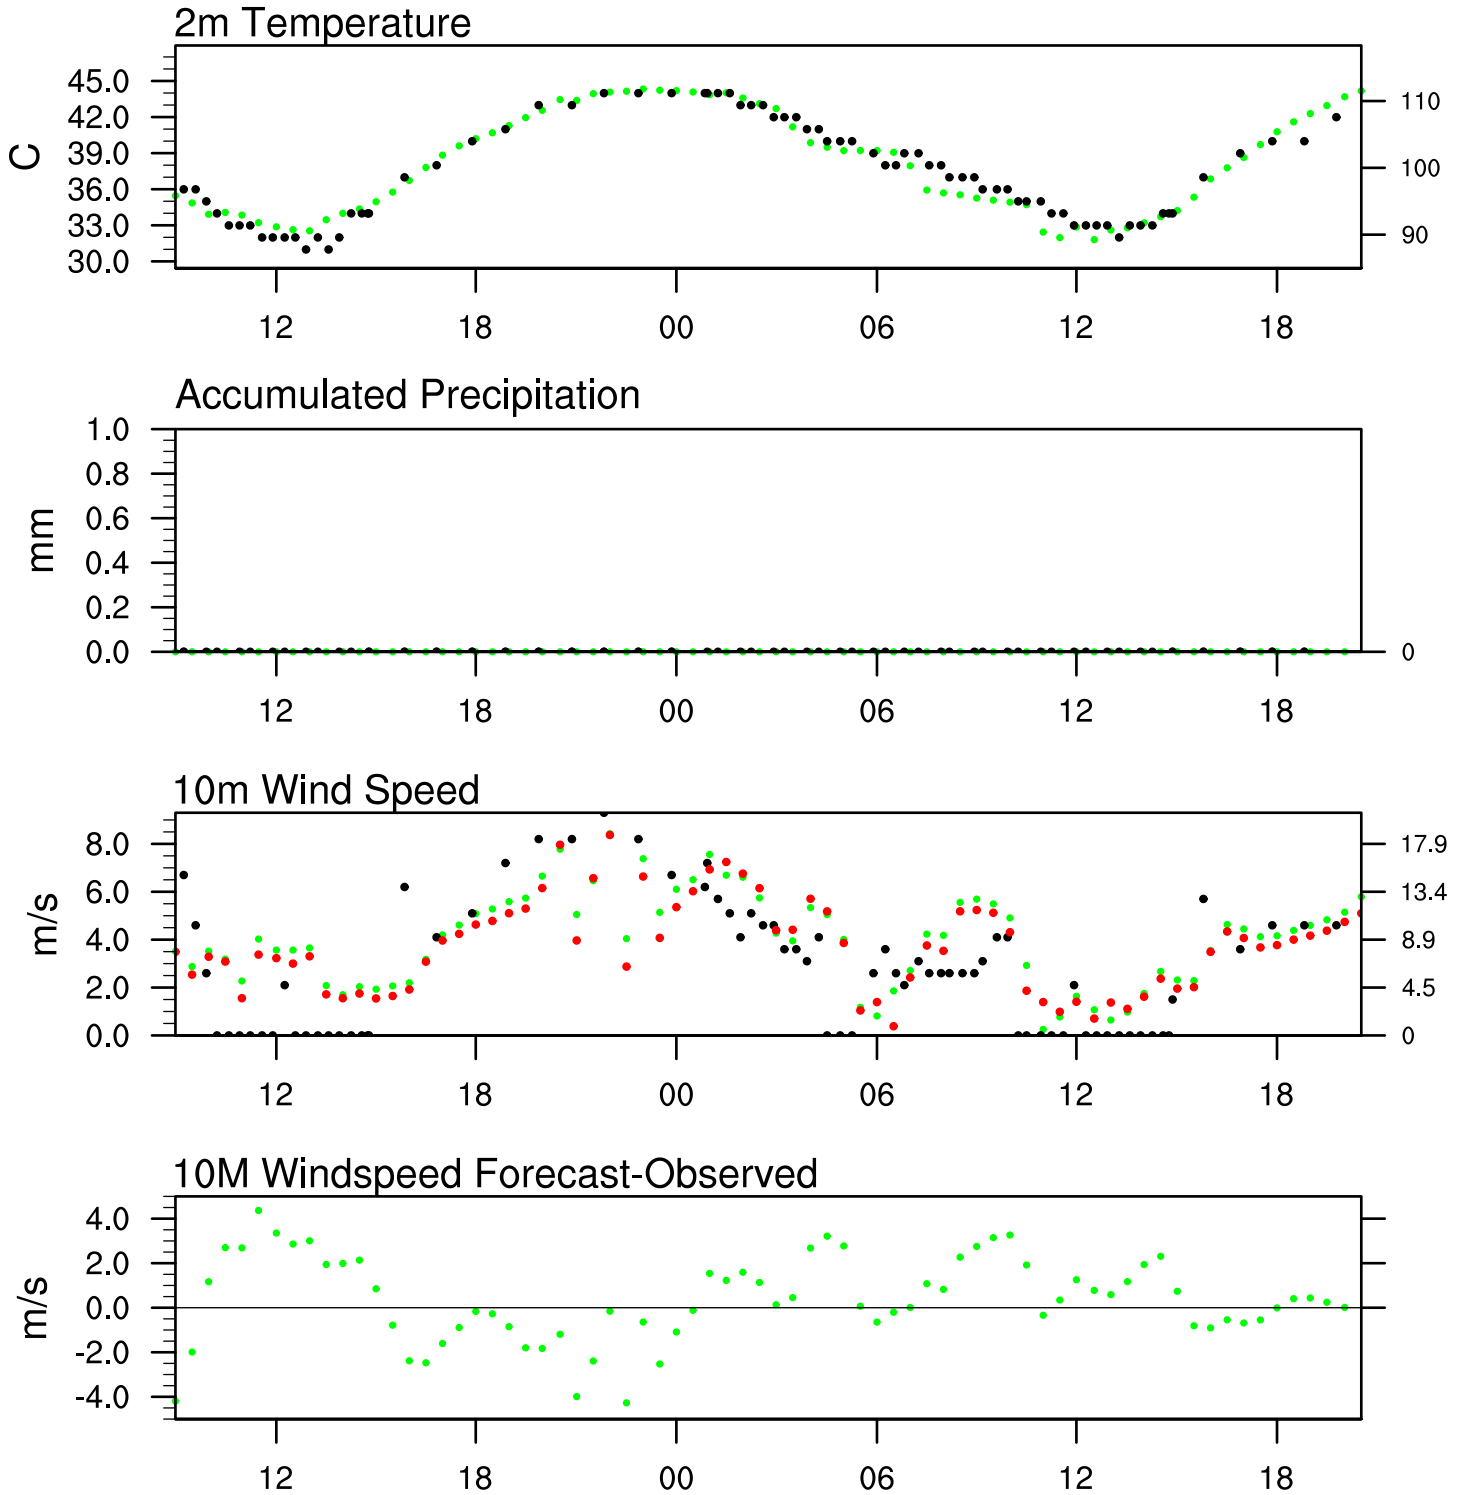 2m Temperature
45.0
42.0
39.0
36.0
33.0
30.0
C
110
100
90
12 18 00 06 12 18
Accumulated Precipitation
1.0
0.8
0.6
0.4
0.2
0.0
mm
0
12 18 00 06 12 18
10m Wind Speed
8.0
6.0
4.0
2.0
0.0
m/s
17.9
13.4
8.9
4.5
0
12 18 00 06 12 18
10M Windspeed Forecast-Observed
4.0
2.0
0.0
-2.0
-4.0
m/s
12 18 00 06 12 18